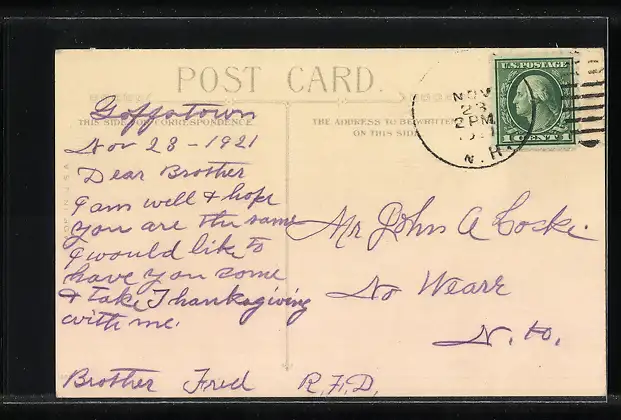 POST CARD.
THIS SIDE FOR CORRESPONDENCE
THE ADDRESS TO BE WRITTEN
ON THIS SIDE
Goffstown
Nov 23 - 1921
Dear Brother
I am well & hope
you are the same
I would like to
have you come
& take Thanksgiving
with me.
Brother Fred
Mr John A Locke.
No Weare
N. H.
R.F.D.
NOV
23
2 PM
N.H.
U.S. POSTAGE
1 CENT 1